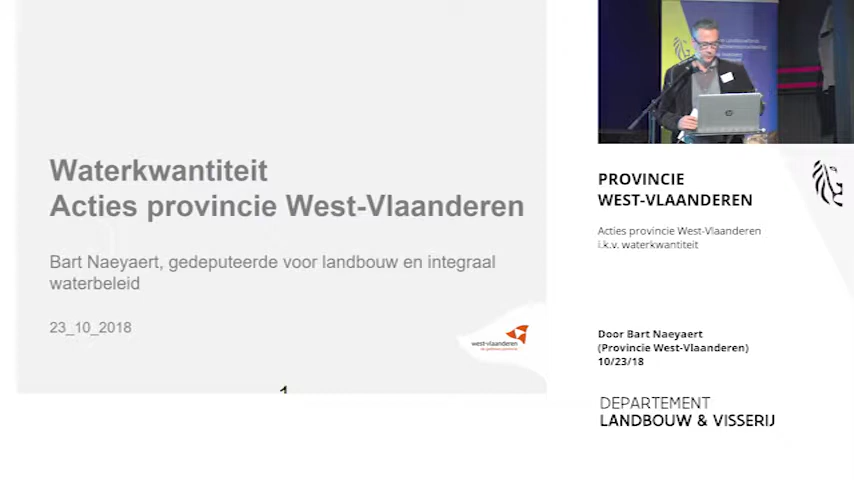 Waterkwantiteit
Acties provincie West-Vlaanderen
Bart Naeyaert, gedeputeerde voor landbouw en integraal
waterbeleid
23_10_2018
west-vlaanderen
1
PROVINCIE
WEST-VLAANDEREN
Acties provincie West-Vlaanderen
i.k.v. waterkwantiteit
Door Bart Naeyaert
(Provincie West-Vlaanderen)
10/23/18
DEPARTEMENT
LANDBOUW & VISSERIJ